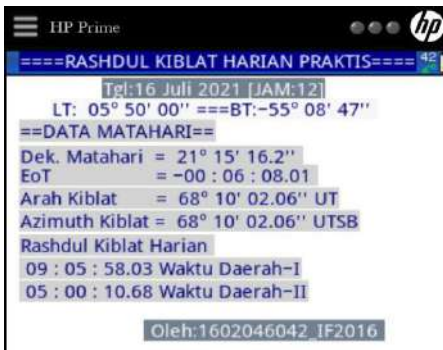 HP Prime
hp
====RASHDUL KIBLAT HARIAN PRAKTIS====
42
Tgl:16 Juli 2021 [JAM:12]
LT: 05° 50' 00'' ===BT:−55° 08' 47''
==DATA MATAHARI==
Dek. Matahari = 21° 15' 16.2''
EoT = −00 : 06 : 08.01
Arah Kiblat = 68° 10' 02.06'' UT
Azimuth Kiblat = 68° 10' 02.06'' UTSB
Rashdul Kiblat Harian
09 : 05 : 58.03 Waktu Daerah−I
05 : 00 : 10.68 Waktu Daerah−II
Oleh:1602046042_IF2016